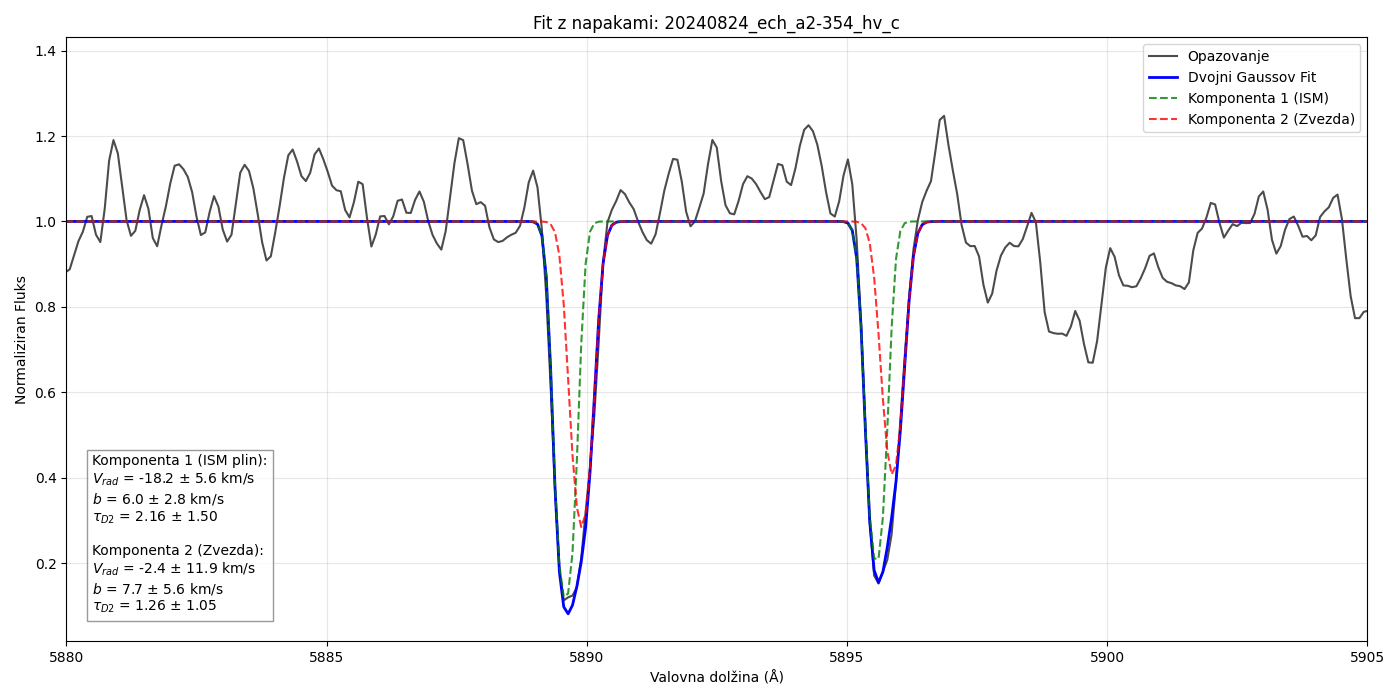 Fit z napakami: 20240824_ech_a2-354_hv_c
Normaliziran Fluks
1.4
1.2
1.0
0.8
0.6
0.4
0.2
Opazovanje
Dvojni Gaussov Fit
Komponenta 1 (ISM)
Komponenta 2 (Zvezda)
Komponenta 1 (ISM plin):
V_rad = -18.2 ± 5.6 km/s
b = 6.0 ± 2.8 km/s
τ_D2 = 2.16 ± 1.50
Komponenta 2 (Zvezda):
V_rad = -2.4 ± 11.9 km/s
b = 7.7 ± 5.6 km/s
τ_D2 = 1.26 ± 1.05
5880 5885 5890 5895 5900 5905
Valovna dolžina (Å)